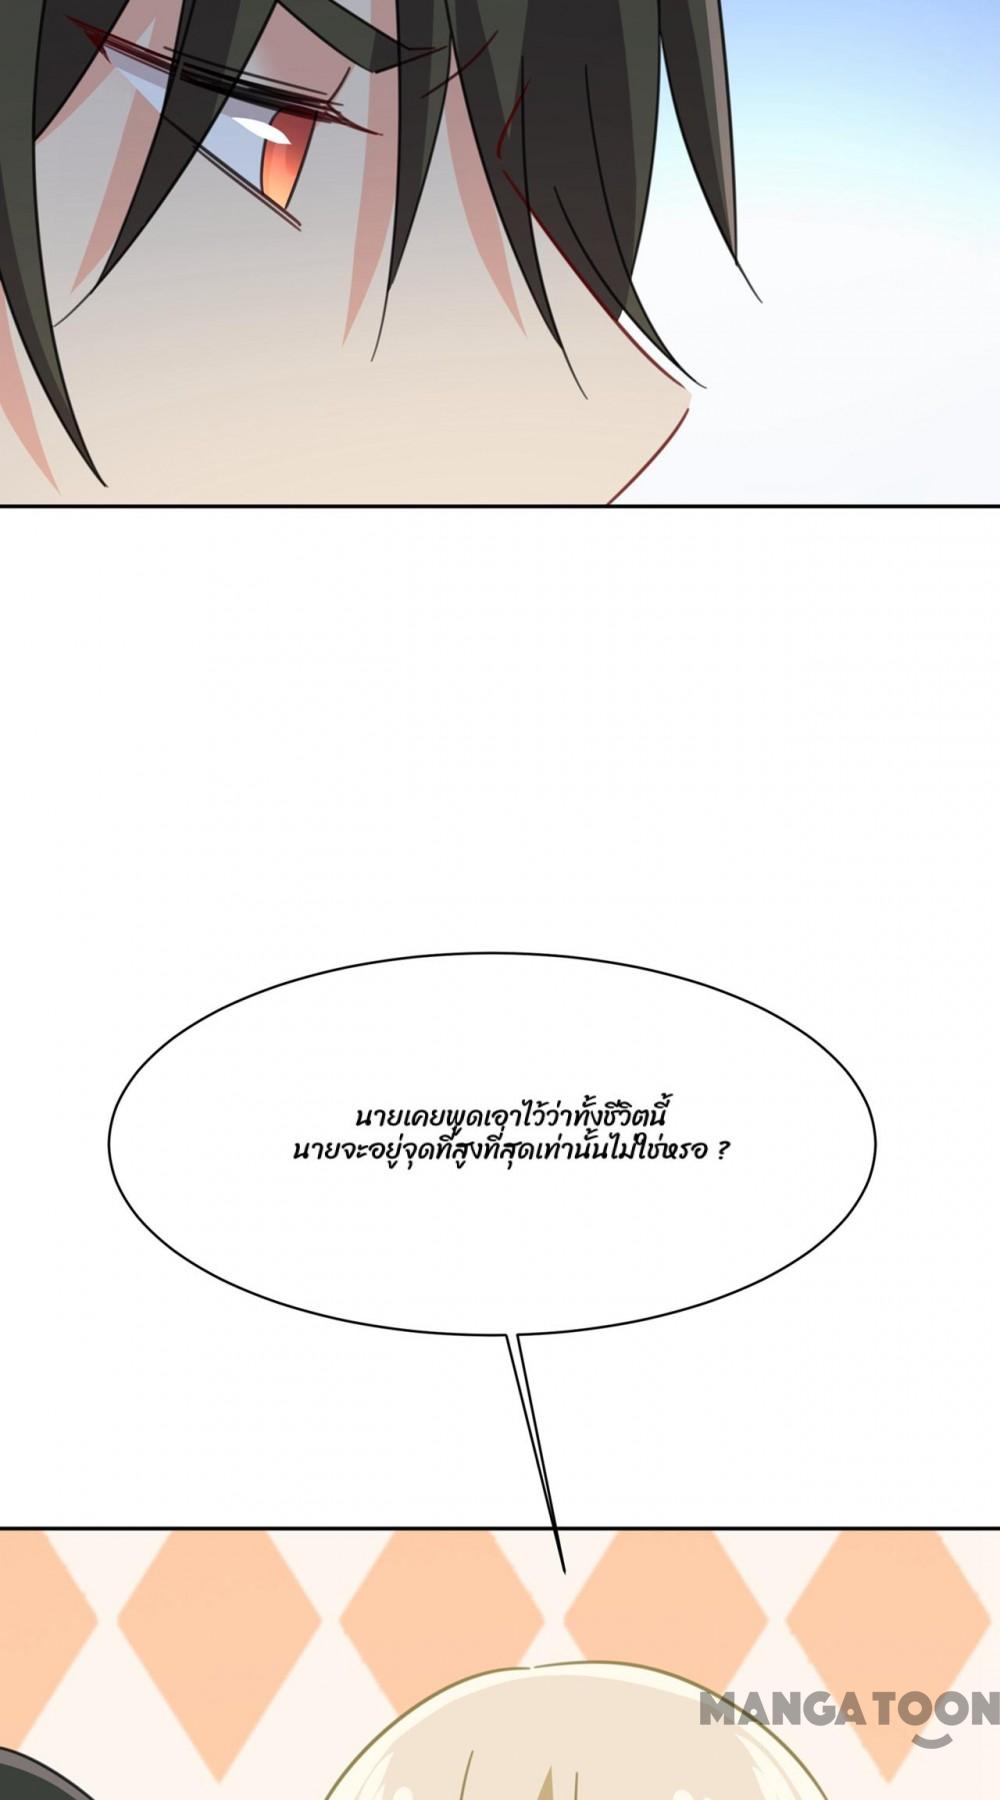 นายเคยพูดเอาไว้ว่าทั้งชีวิตนี้
นายจะอยู่จุดที่สูงที่สุดเท่านั้นไม่ใช่หรอ ?
MANGATOON